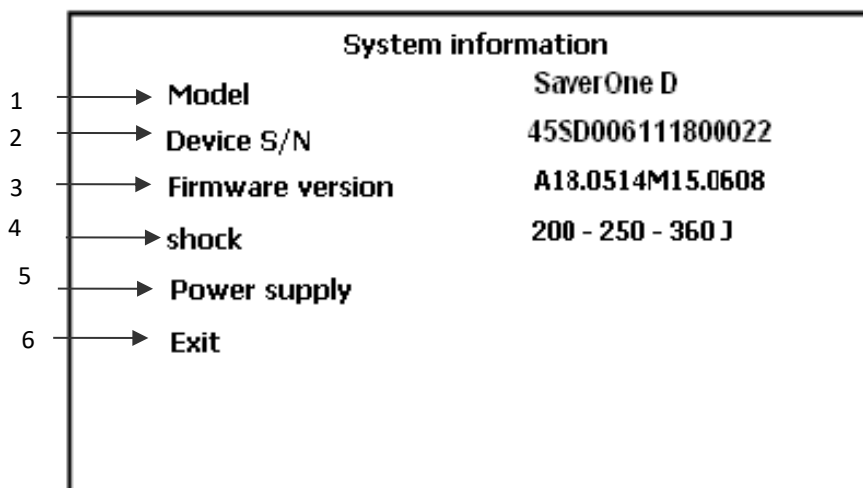 System information
1 Model SaverOne D
2 Device S/N 45SD006111800022
3 Firmware version A18.0514M15.0608
4 shock 200 - 250 - 360 J
5 Power supply
6 Exit